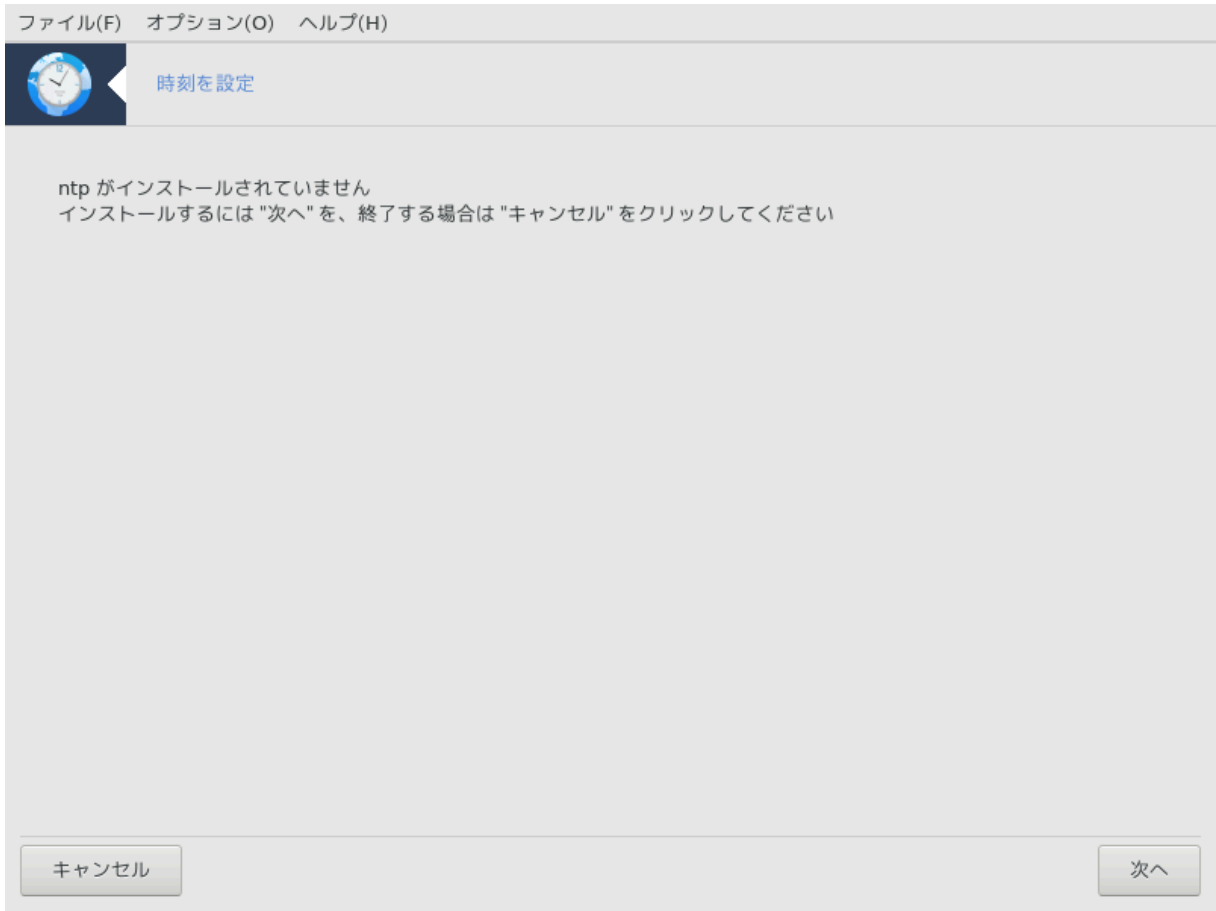 ファイル(F) オプション(O) ヘルプ(H)
時刻を設定
ntp がインストールされていません
インストールするには "次へ" を、終了する場合は "キャンセル" をクリックしてください
キャンセル
次へ